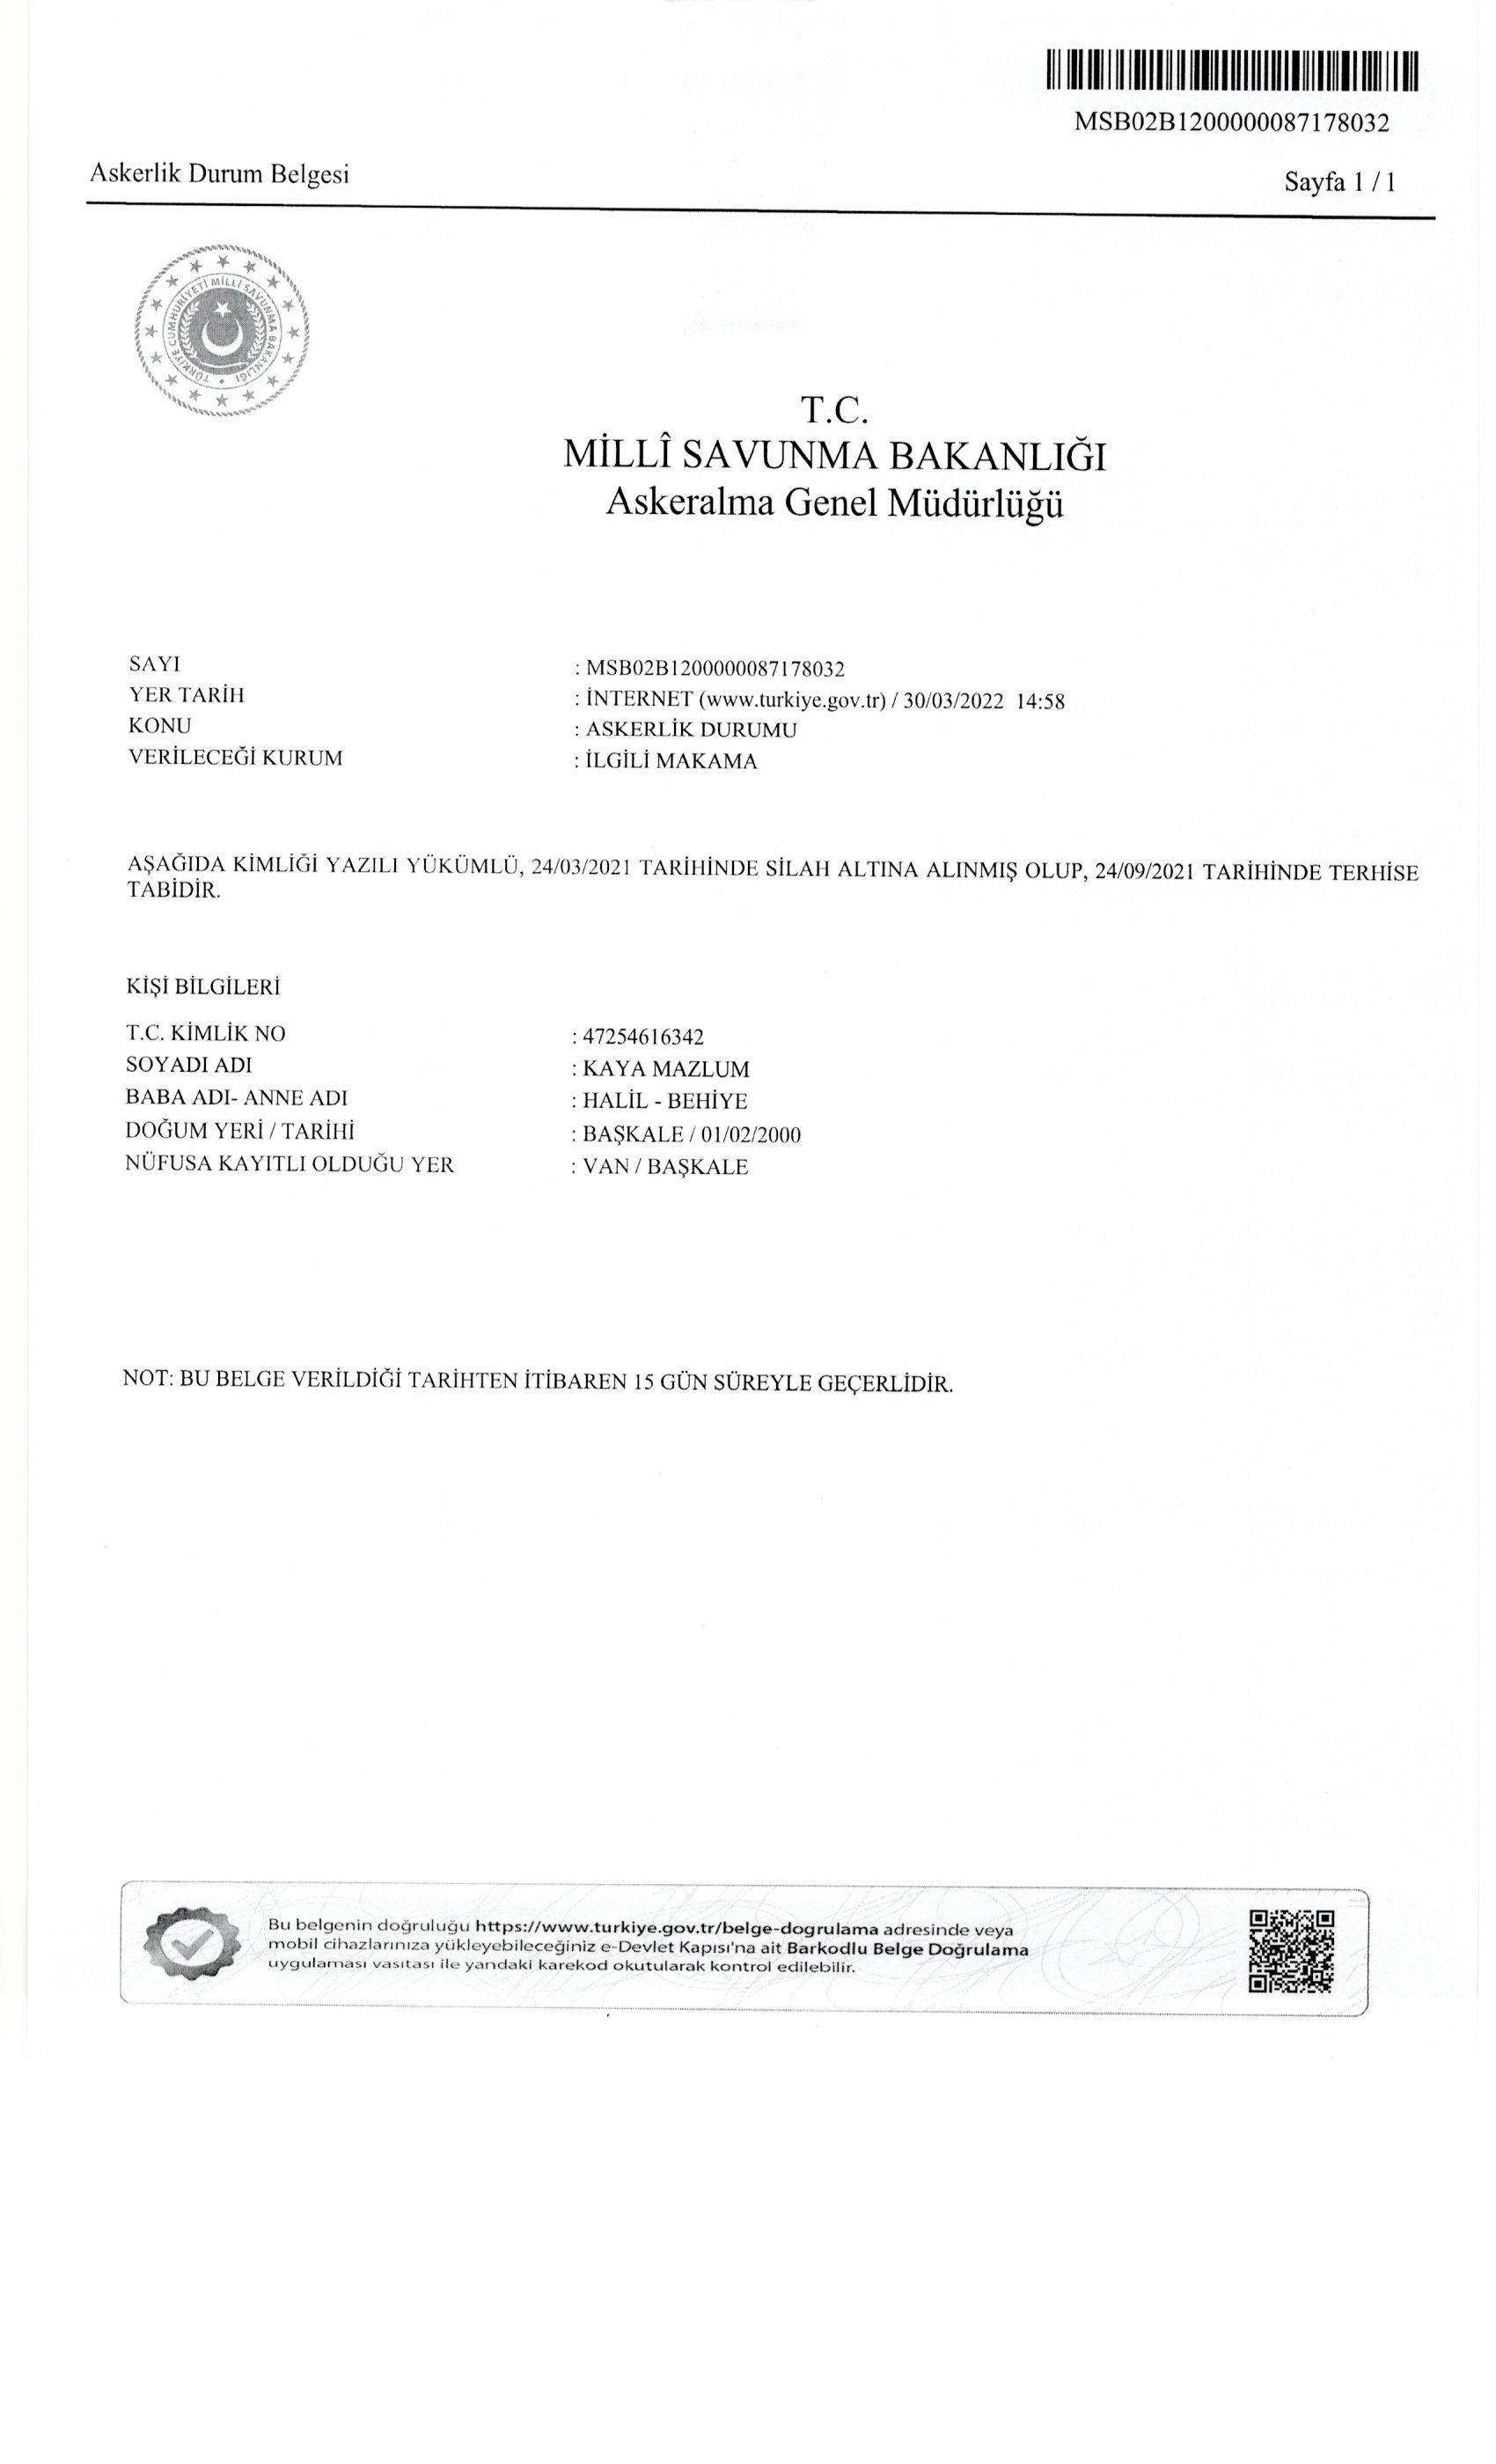 MSB02B1200000087178032
Askerlik Durum Belgesi
Sayfa 1 / 1
TÜRKİYE CUMHURİYETİ MİLLİ SAVUNMA BAKANLIĞI
T.C.
MİLLÎ SAVUNMA BAKANLIĞI
Askeralma Genel Müdürlüğü
SAYI : MSB02B1200000087178032
YER TARİH : İNTERNET (www.turkiye.gov.tr) / 30/03/2022 14:58
KONU : ASKERLİK DURUMU
VERİLECEĞİ KURUM : İLGİLİ MAKAMA
AŞAĞIDA KİMLİĞİ YAZILI YÜKÜMLÜ, 24/03/2021 TARİHİNDE SİLAH ALTINA ALINMIŞ OLUP, 24/09/2021 TARİHİNDE TERHİSE
TABİDİR.
KİŞİ BİLGİLERİ
T.C. KİMLİK NO : 47254616342
SOYADI ADI : KAYA MAZLUM
BABA ADI- ANNE ADI : HALİL - BEHİYE
DOĞUM YERİ / TARİHİ : BAŞKALE / 01/02/2000
NÜFUSA KAYITLI OLDUĞU YER : VAN / BAŞKALE
NOT: BU BELGE VERİLDİĞİ TARİHTEN İTİBAREN 15 GÜN SÜREYLE GEÇERLİDİR.
Bu belgenin doğruluğu https://www.turkiye.gov.tr/belge-dogrulama adresinde veya
mobil cihazlarınıza yükleyebileceğiniz e-Devlet Kapısı'na ait Barkodlu Belge Doğrulama
uygulaması vasıtası ile yandaki karekod okutularak kontrol edilebilir.